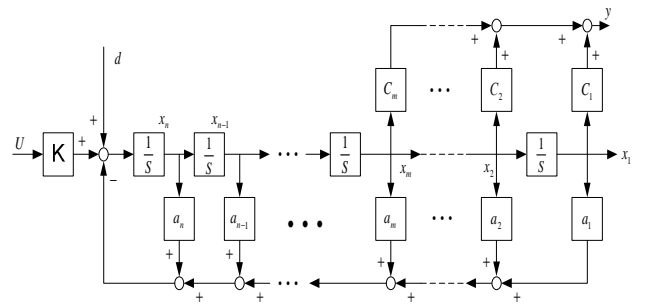 y
+ + + +
d
C_m ... C_2 C_1
+ x_n x_{n-1}
U K + 1/S 1/S ... 1/S x_m x_2 1/S x_1
−
a_n a_{n-1} ... a_m ... a_2 a_1
+ + + +
+ + ... + +